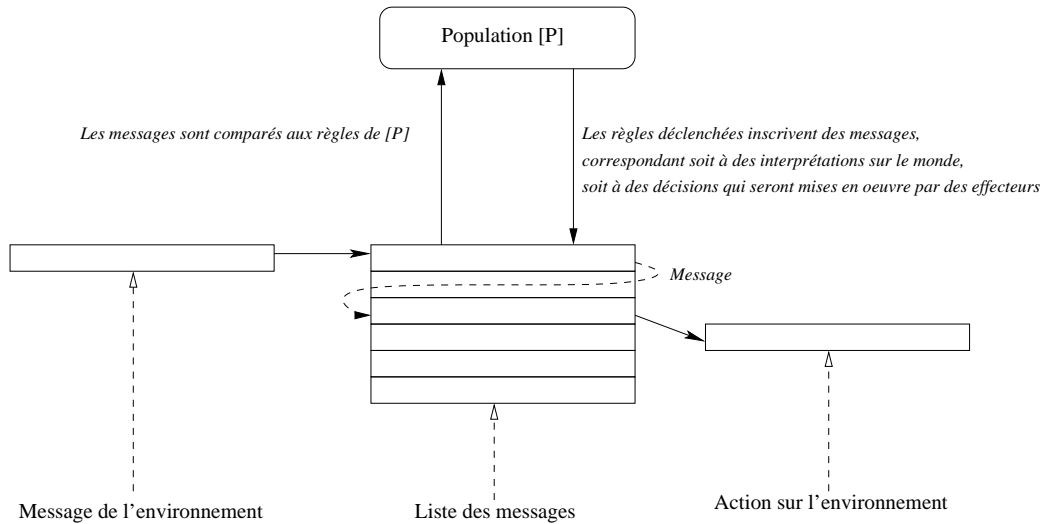 Population [P]
Les messages sont comparés aux règles de [P]
Les règles déclenchées inscrivent des messages,
correspondant soit à des interprétations sur le monde,
soit à des décisions qui seront mises en oeuvre par des effecteurs
Message
Message de l’environnement
Liste des messages
Action sur l’environnement